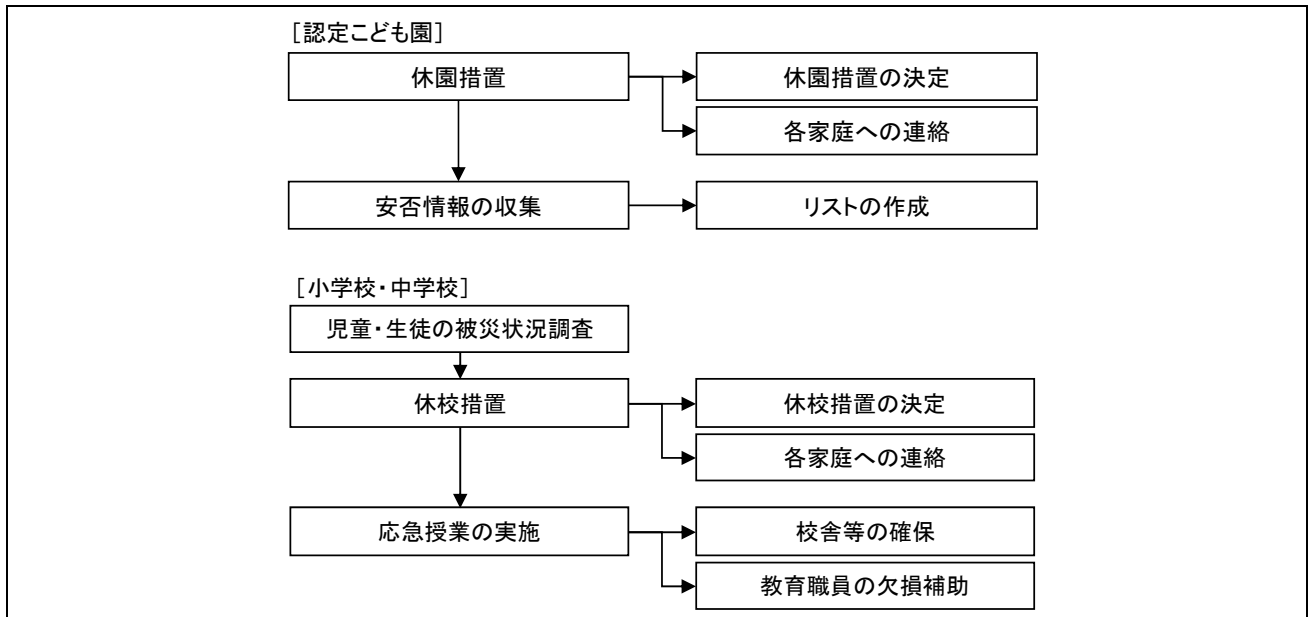 ［認定こども園］
休園措置
休園措置の決定
各家庭への連絡
安否情報の収集
リストの作成
［小学校・中学校］
児童・生徒の被災状況調査
休校措置
休校措置の決定
各家庭への連絡
応急授業の実施
校舎等の確保
教育職員の欠損補助